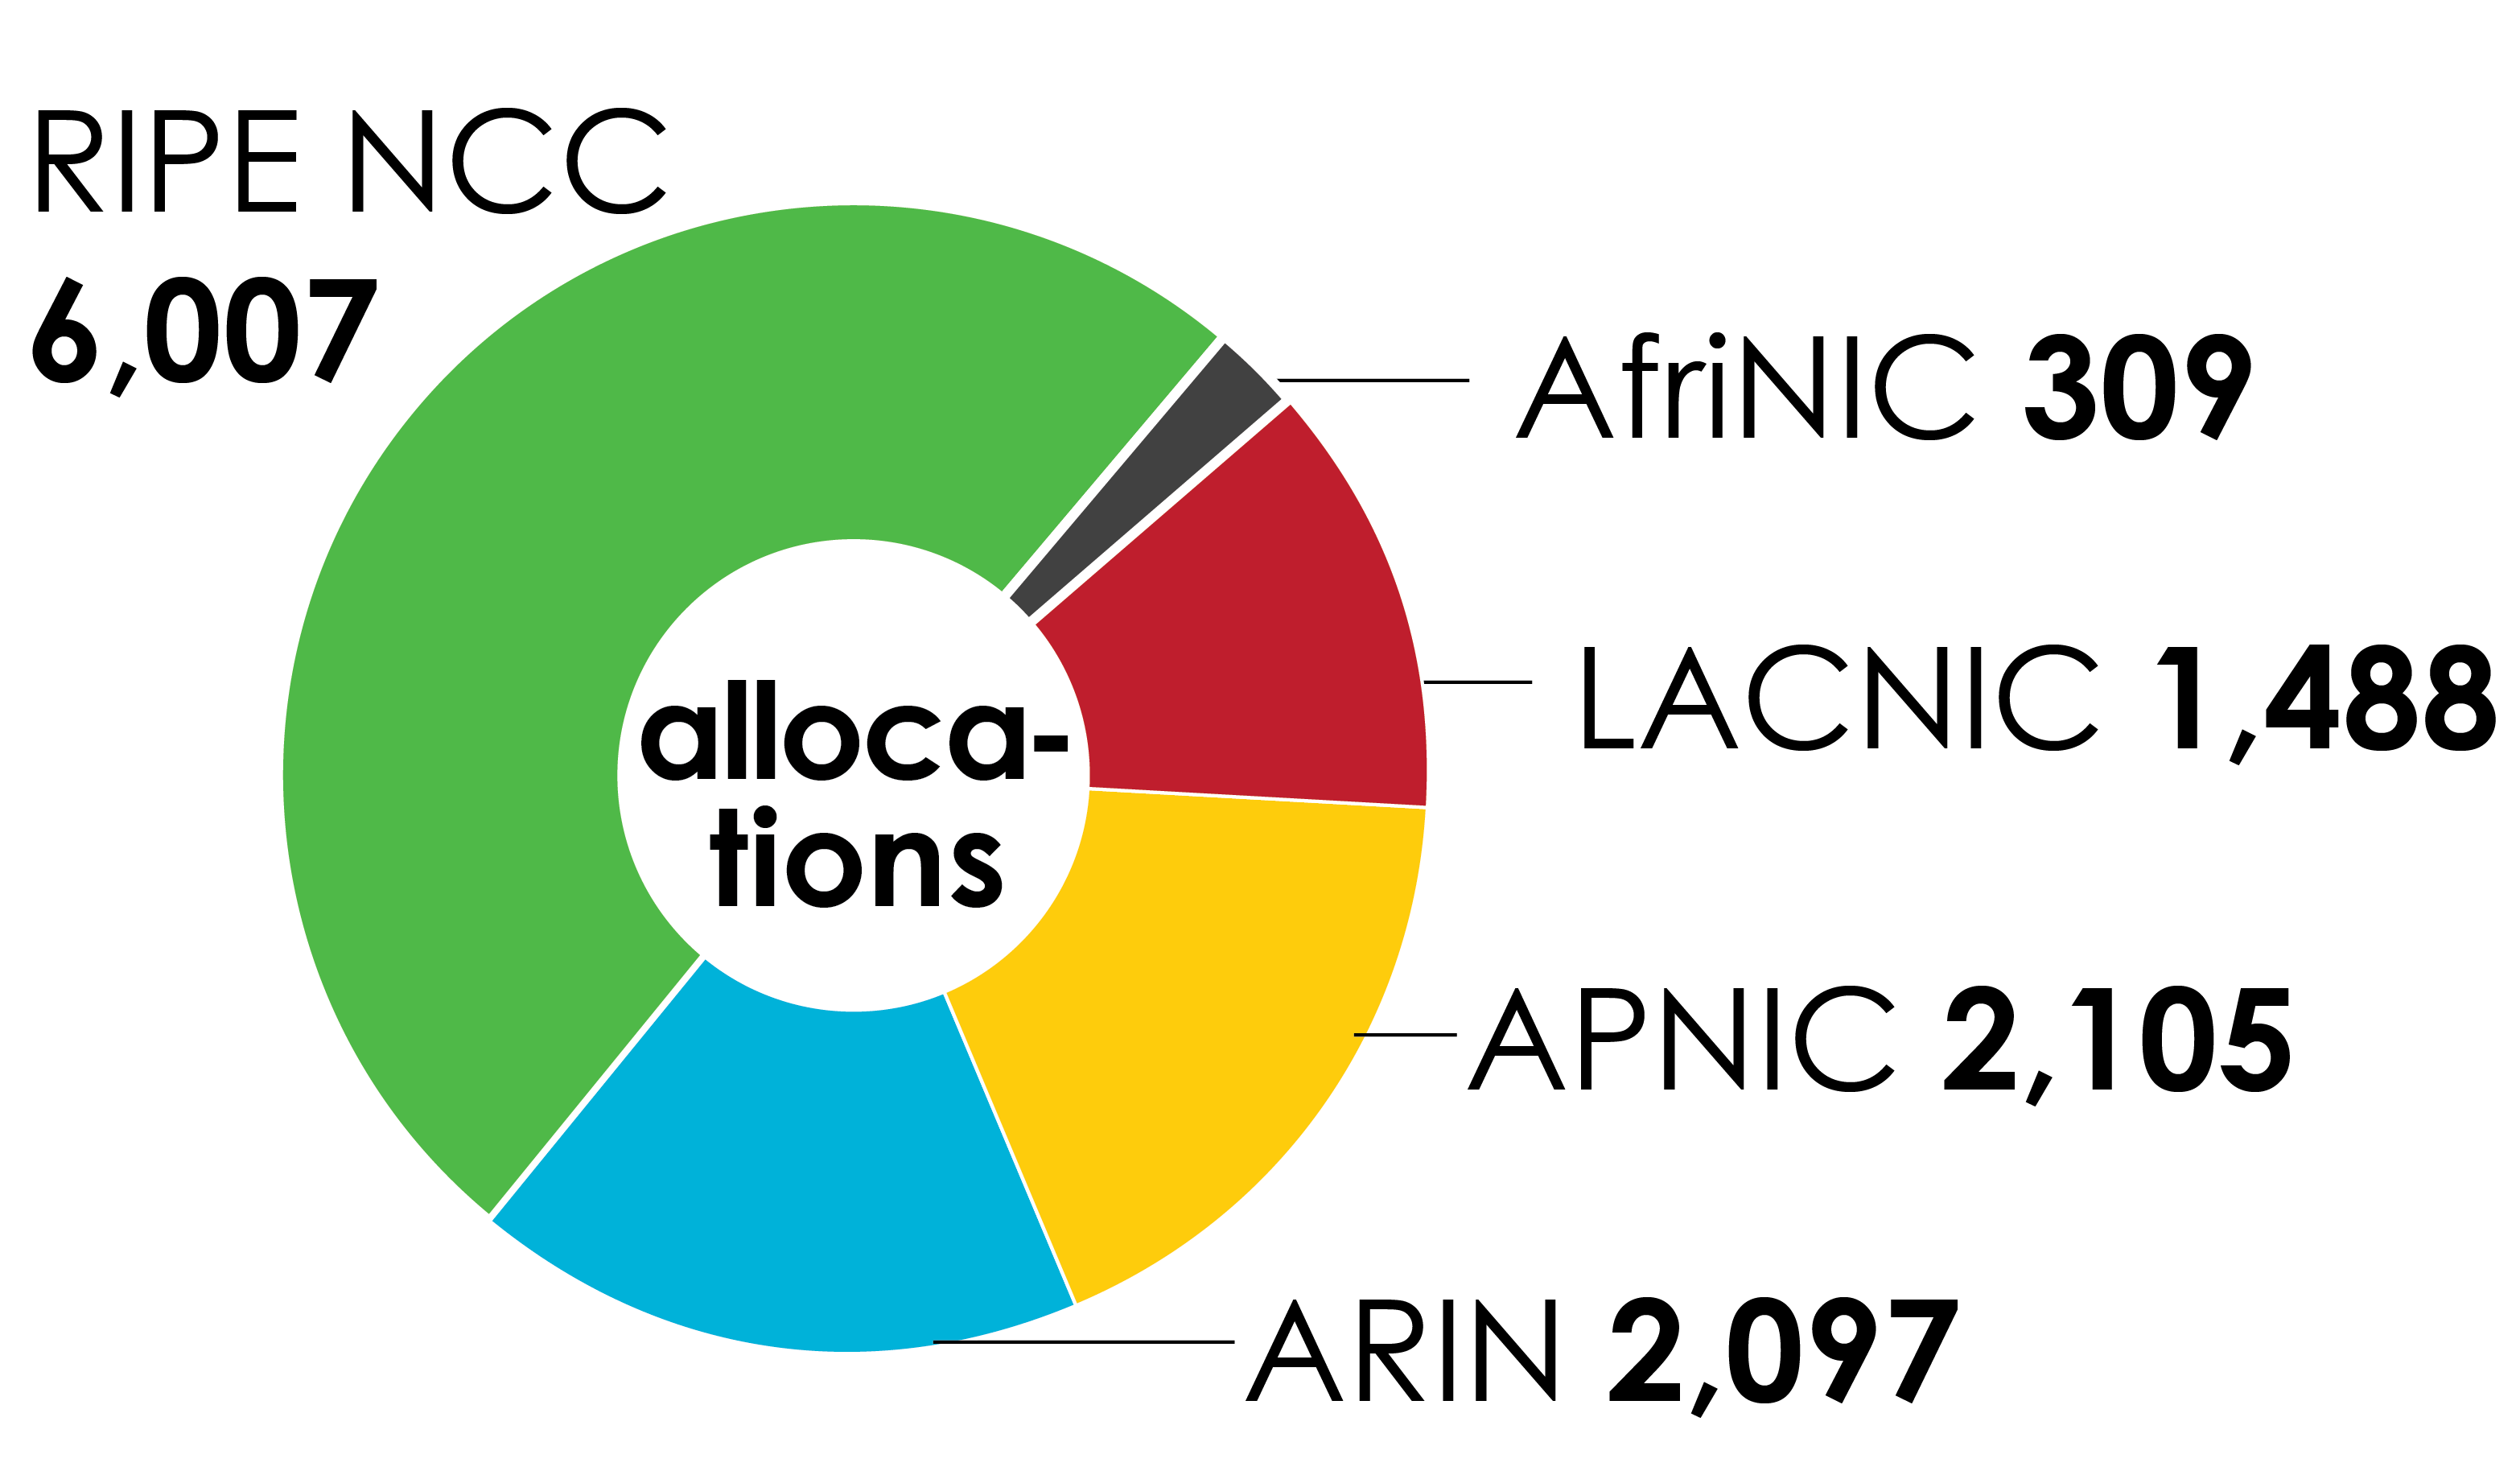 RIPE NCC
6,007
AfriNIC 309
LACNIC 1,488
alloca-
tions
APNIC 2,105
ARIN 2,097